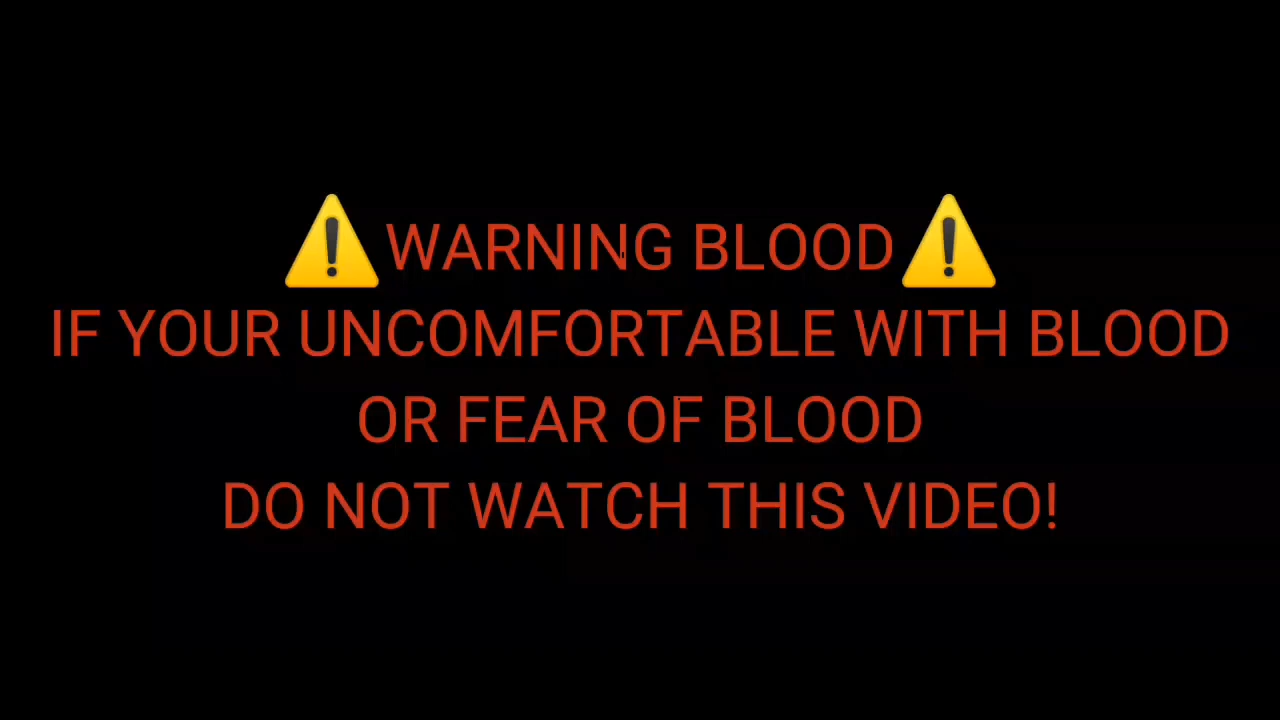 ⚠️WARNING BLOOD⚠️
IF YOUR UNCOMFORTABLE WITH BLOOD
OR FEAR OF BLOOD
DO NOT WATCH THIS VIDEO!